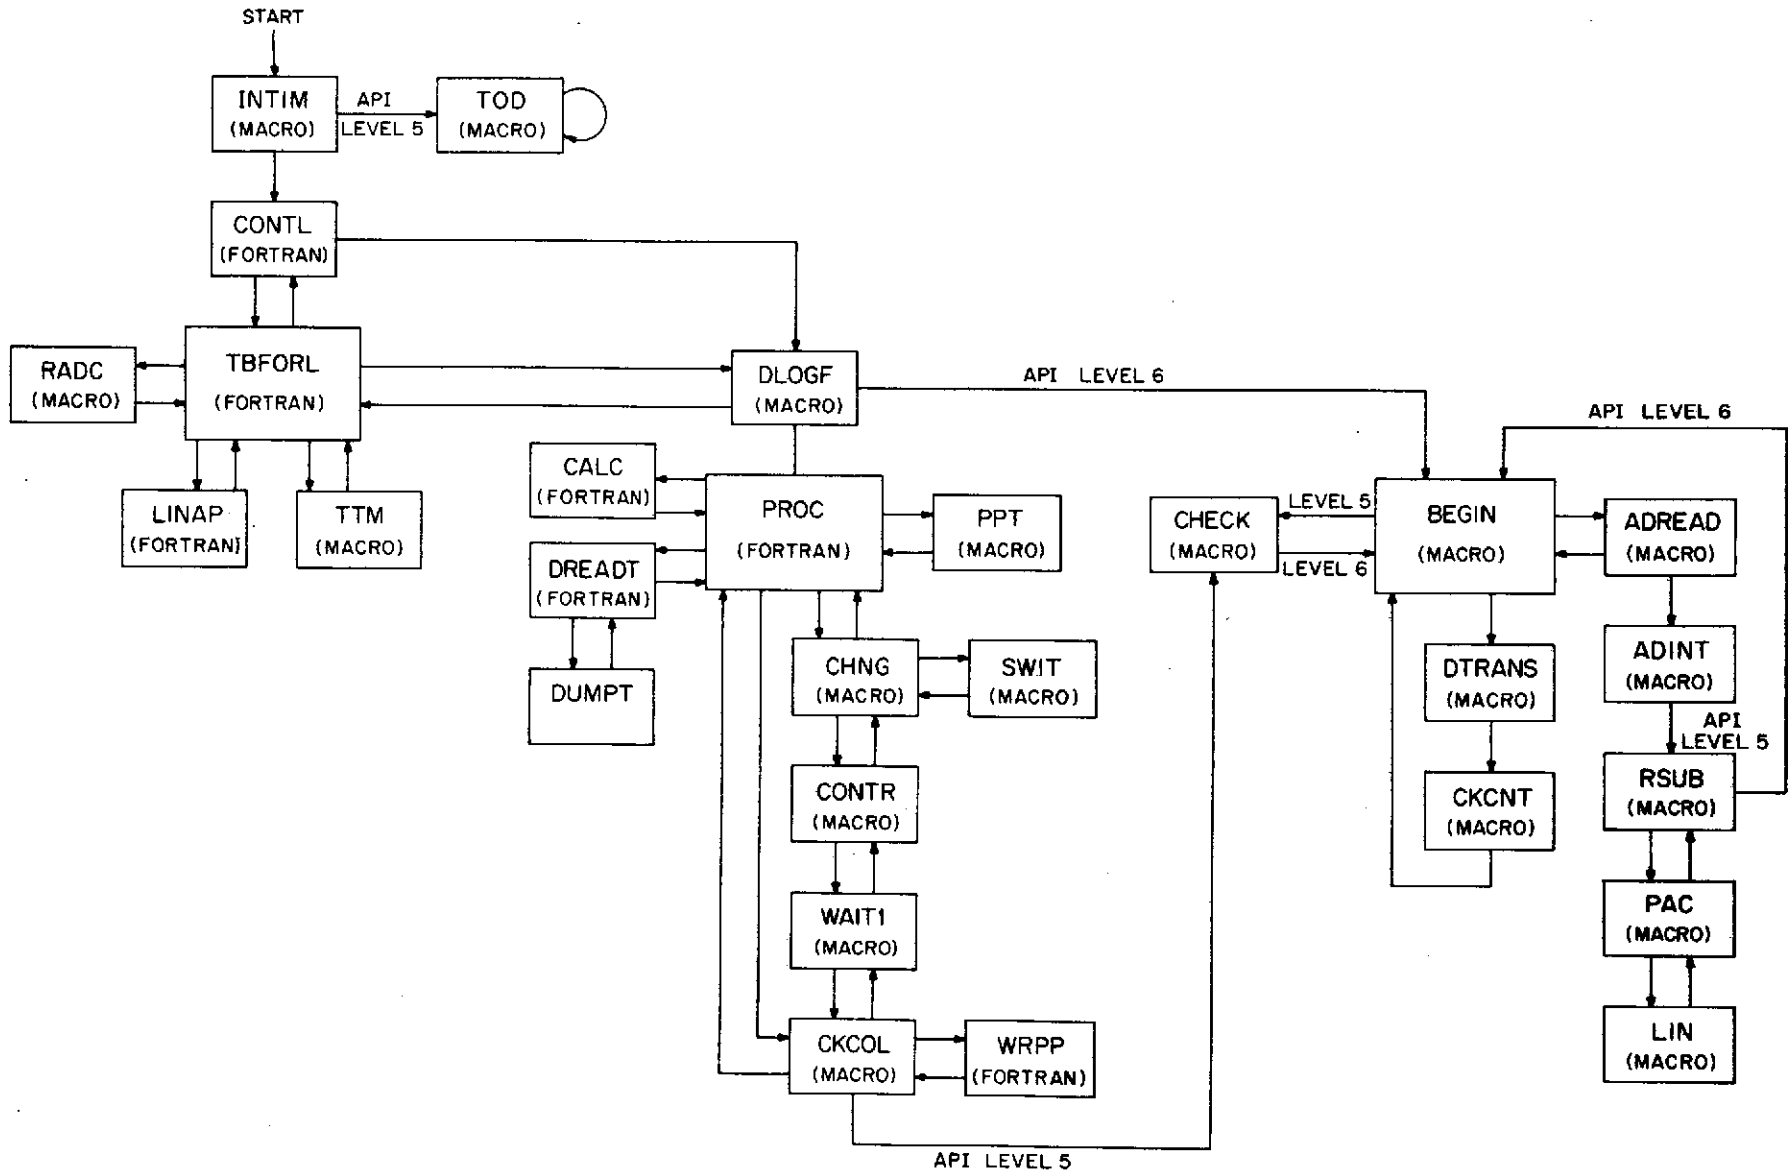 START
INTIM
(MACRO)
API
LEVEL 5
TOD
(MACRO)
CONTL
(FORTRAN)
RADC
(MACRO)
TBFORL
(FORTRAN)
DLOGF
(MACRO)
API LEVEL 6
API LEVEL 6
LINAP
(FORTRAN)
TTM
(MACRO)
CALC
(FORTRAN)
PROC
(FORTRAN)
PPT
(MACRO)
DREADT
(FORTRAN)
DUMPT
CHNG
(MACRO)
SWIT
(MACRO)
CONTR
(MACRO)
WAIT1
(MACRO)
CKCOL
(MACRO)
WRPP
(FORTRAN)
API LEVEL 5
CHECK
(MACRO)
LEVEL 5
LEVEL 6
BEGIN
(MACRO)
ADREAD
(MACRO)
DTRANS
(MACRO)
ADINT
(MACRO)
API
LEVEL 5
CKCNT
(MACRO)
RSUB
(MACRO)
PAC
(MACRO)
LIN
(MACRO)